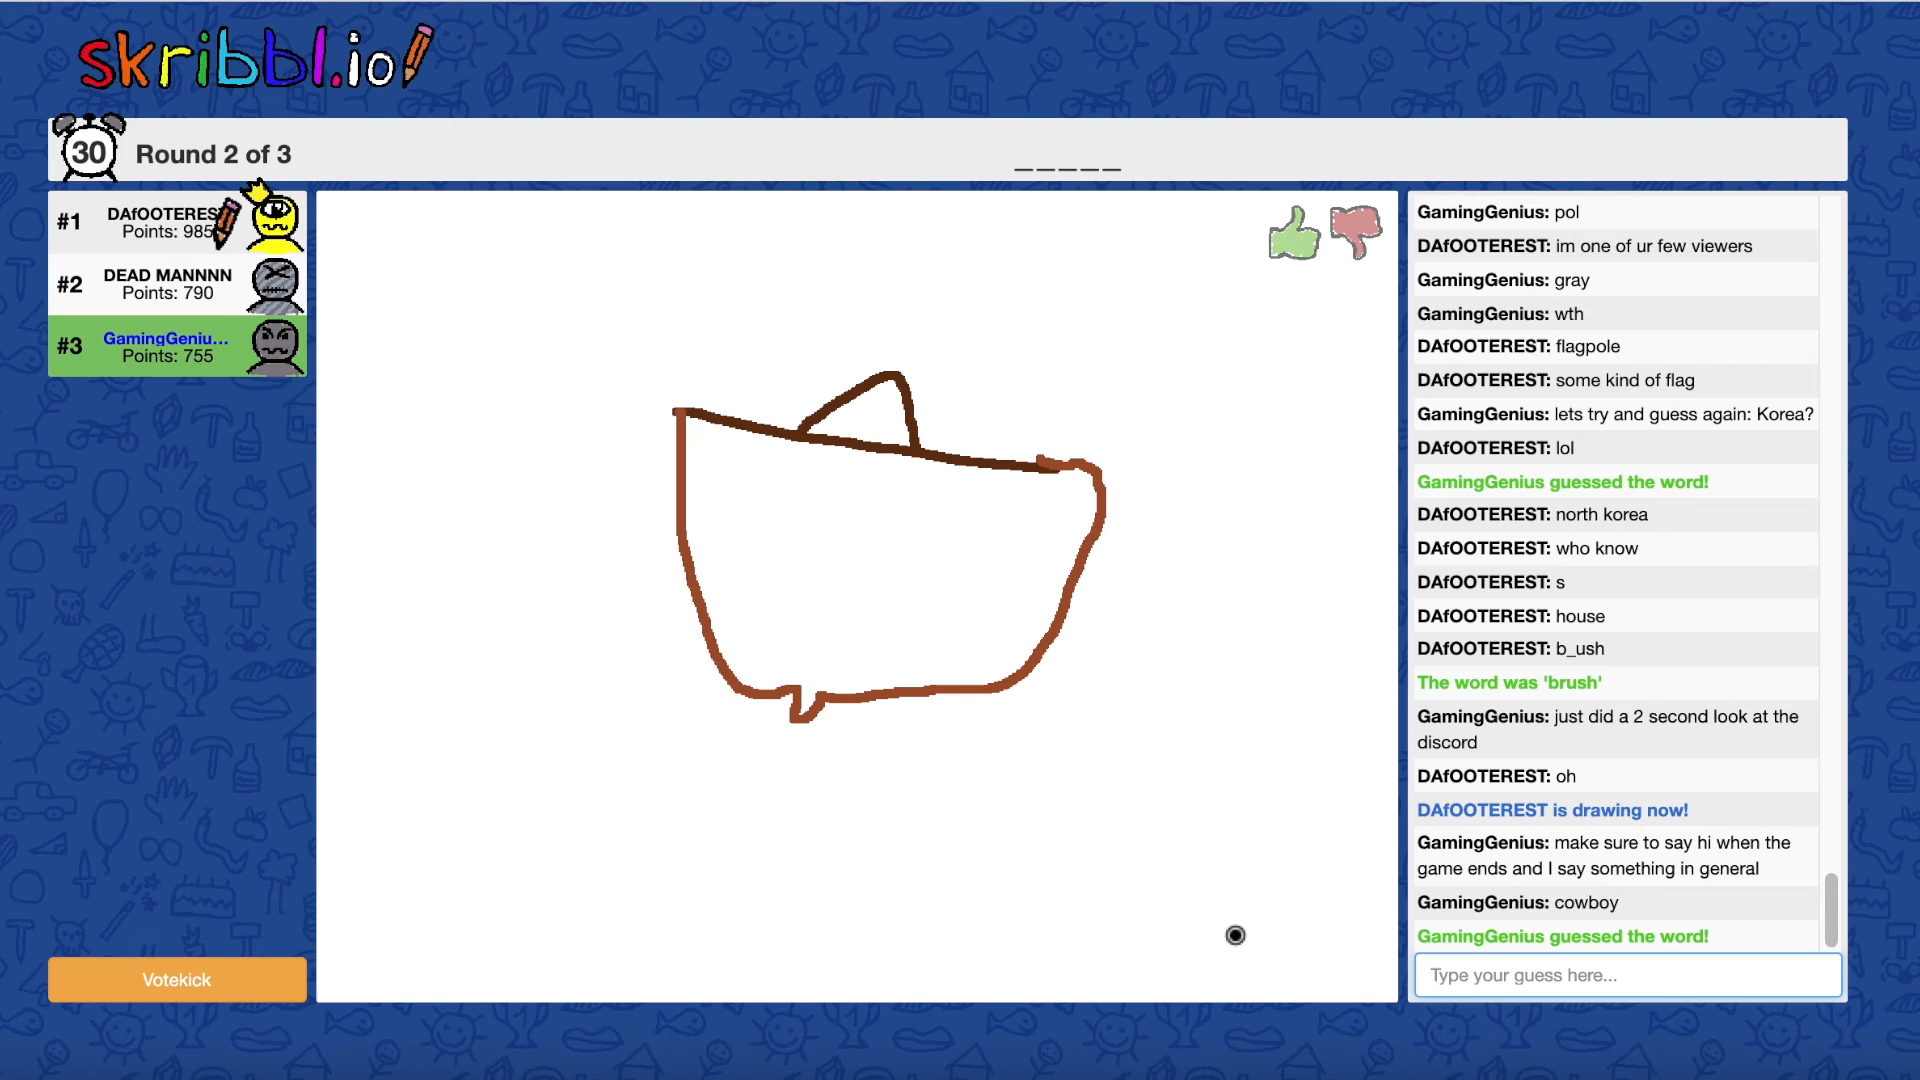 skribbl.io
30
Round 2 of 3
_ _ _ _ _
#1
DAfOOTEREST
Points: 985
#2
DEAD MANNNN
Points: 790
#3
GamingGeniu...
Points: 755
Votekick
GamingGenius: pol
DAfOOTEREST: im one of ur few viewers
GamingGenius: gray
GamingGenius: wth
DAfOOTEREST: flagpole
DAfOOTEREST: some kind of flag
GamingGenius: lets try and guess again: Korea?
DAfOOTEREST: lol
GamingGenius guessed the word!
DAfOOTEREST: north korea
DAfOOTEREST: who know
DAfOOTEREST: s
DAfOOTEREST: house
DAfOOTEREST: b_ush
The word was 'brush'
GamingGenius: just did a 2 second look at the
discord
DAfOOTEREST: oh
DAfOOTEREST is drawing now!
GamingGenius: make sure to say hi when the
game ends and I say something in general
GamingGenius: cowboy
GamingGenius guessed the word!
Type your guess here...